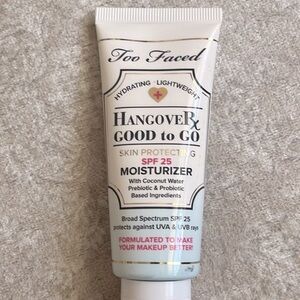 Too Faced
HYDRATING LIGHTWEIGHT
HANGOVERX
GOOD to GO
SKIN PROTECTING
SPF 25
MOISTURIZER
With Coconut Water
Prebiotic & Probiotic
Based Ingredients
Broad Spectrum SPF 25
protects against UVA & UVB rays
FORMULATED TO MAKE
YOUR MAKEUP BETTER!